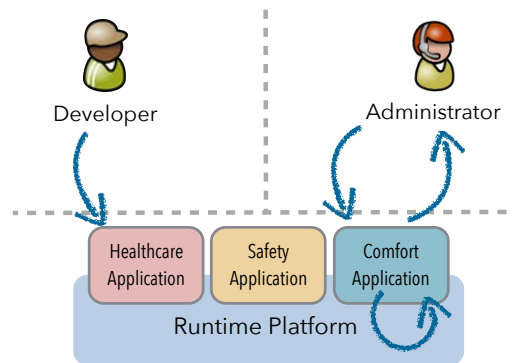 Developer
Administrator
Healthcare
Application
Safety
Application
Comfort
Application
Runtime Platform